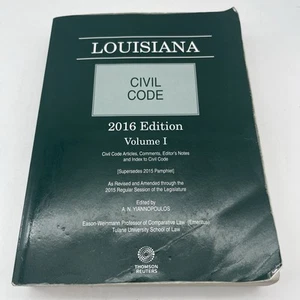 LOUISIANA
CIVIL
CODE
2016 Edition
Volume I
Civil Code Articles, Comments, Editor's Notes
and Index to Civil Code
[Supersedes 2015 Pamphlet]
As Revised and Amended through the
2015 Regular Session of the Legislature
Edited by
A. N. YIANNOPOULOS
Eason-Weinmann Professor of Comparative Law (Emeritus)
Tulane University School of Law
THOMSON
REUTERS